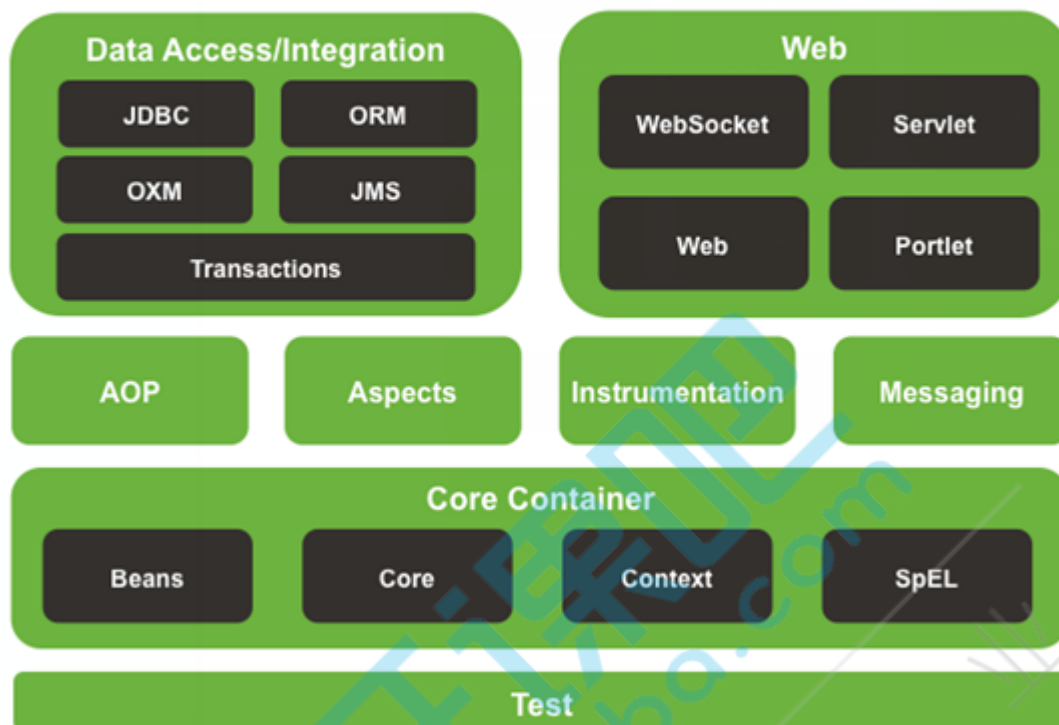 Data Access/Integration
JDBC
ORM
OXM
JMS
Transactions
Web
WebSocket
Servlet
Web
Portlet
AOP
Aspects
Instrumentation
Messaging
Core Container
Beans
Core
Context
SpEL
Test